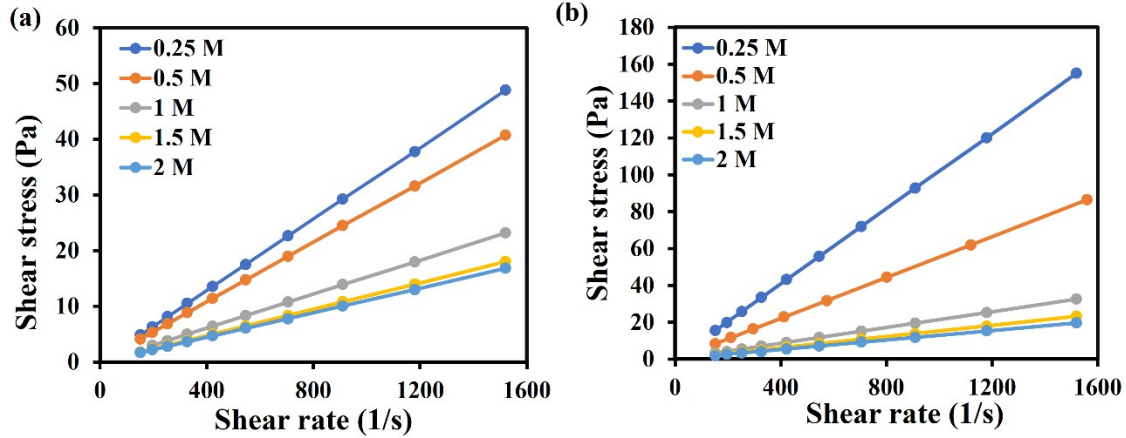 (a)
Shear stress (Pa)
60
50
40
30
20
10
0
0.25 M
0.5 M
1 M
1.5 M
2 M
0 400 800 1200 1600
Shear rate (1/s)
(b)
Shear stress (Pa)
180
160
140
120
100
80
60
40
20
0
0.25 M
0.5 M
1 M
1.5 M
2 M
0 400 800 1200 1600
Shear rate (1/s)